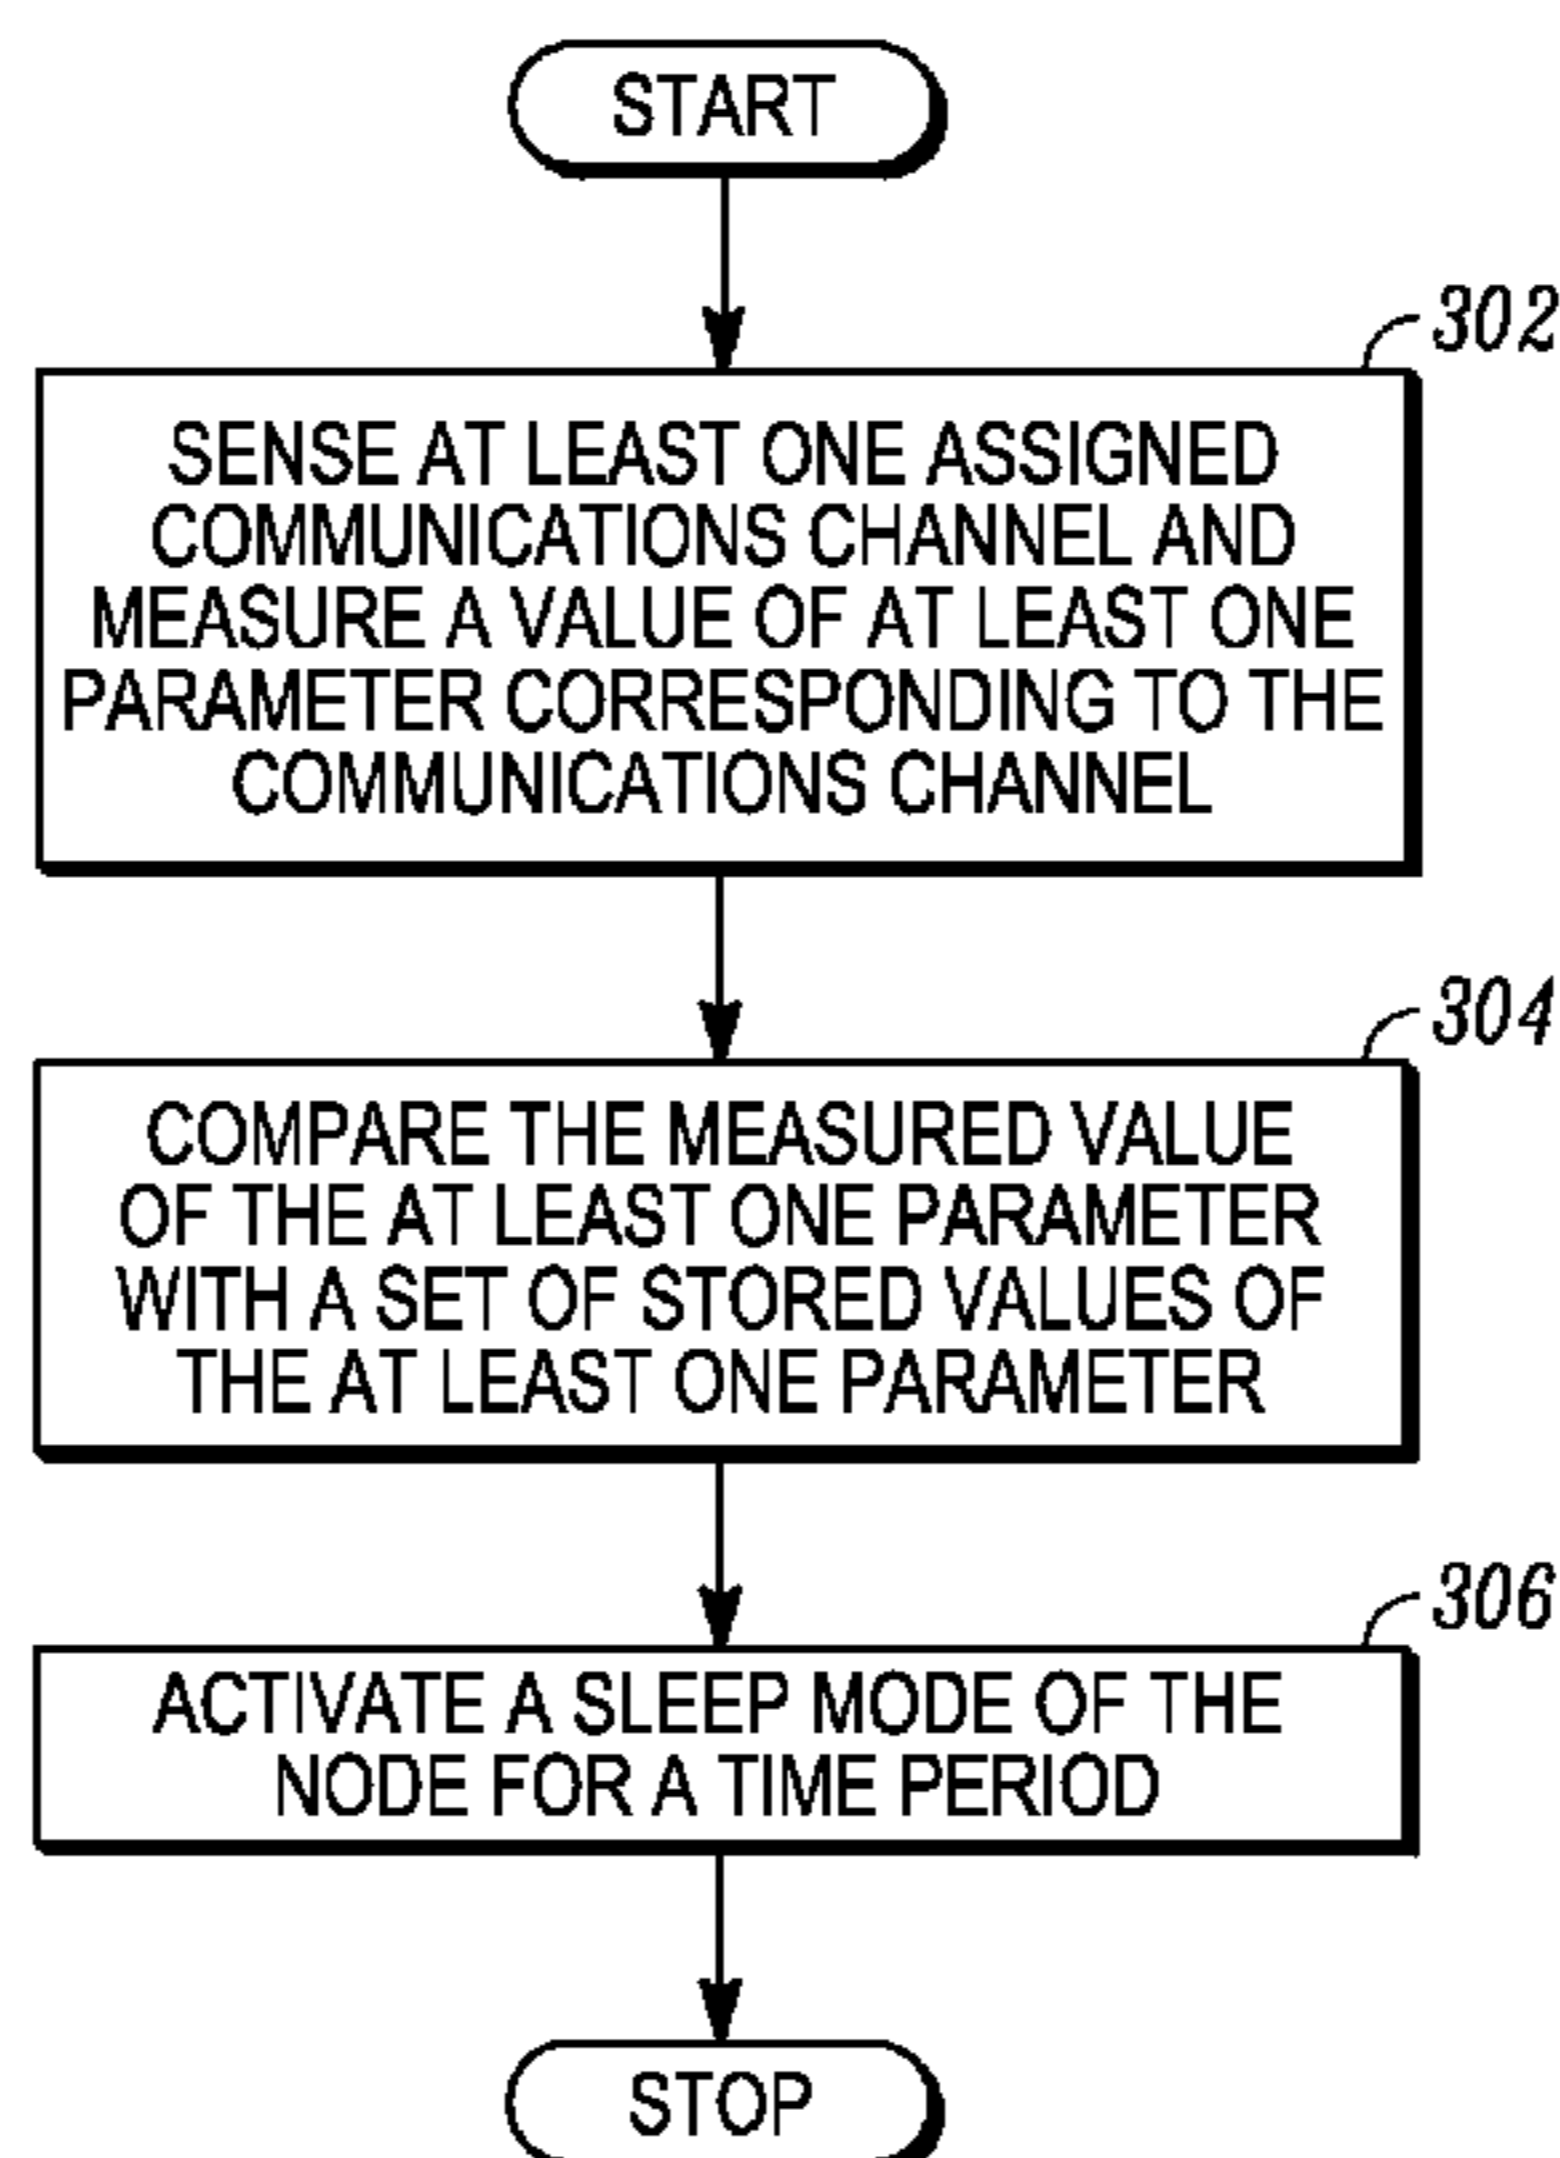 START
302
SENSE AT LEAST ONE ASSIGNED
COMMUNICATIONS CHANNEL AND
MEASURE A VALUE OF AT LEAST ONE
PARAMETER CORRESPONDING TO THE
COMMUNICATIONS CHANNEL
304
COMPARE THE MEASURED VALUE
OF THE AT LEAST ONE PARAMETER
WITH A SET OF STORED VALUES OF
THE AT LEAST ONE PARAMETER
306
ACTIVATE A SLEEP MODE OF THE
NODE FOR A TIME PERIOD
STOP